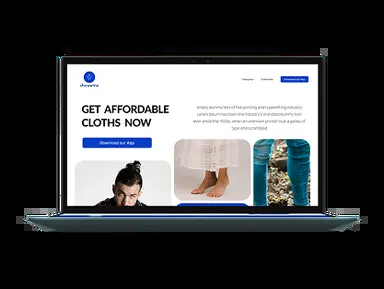 showme
Categories
Collections
Download our App
GET AFFORDABLE
CLOTHS NOW
Simply dummy text of the printing and typesetting industry.
Lorem Ipsum has been the industry's standard dummy text
ever since the 1500s, when an unknown printer took a galley of
type and scrambled
Download our App